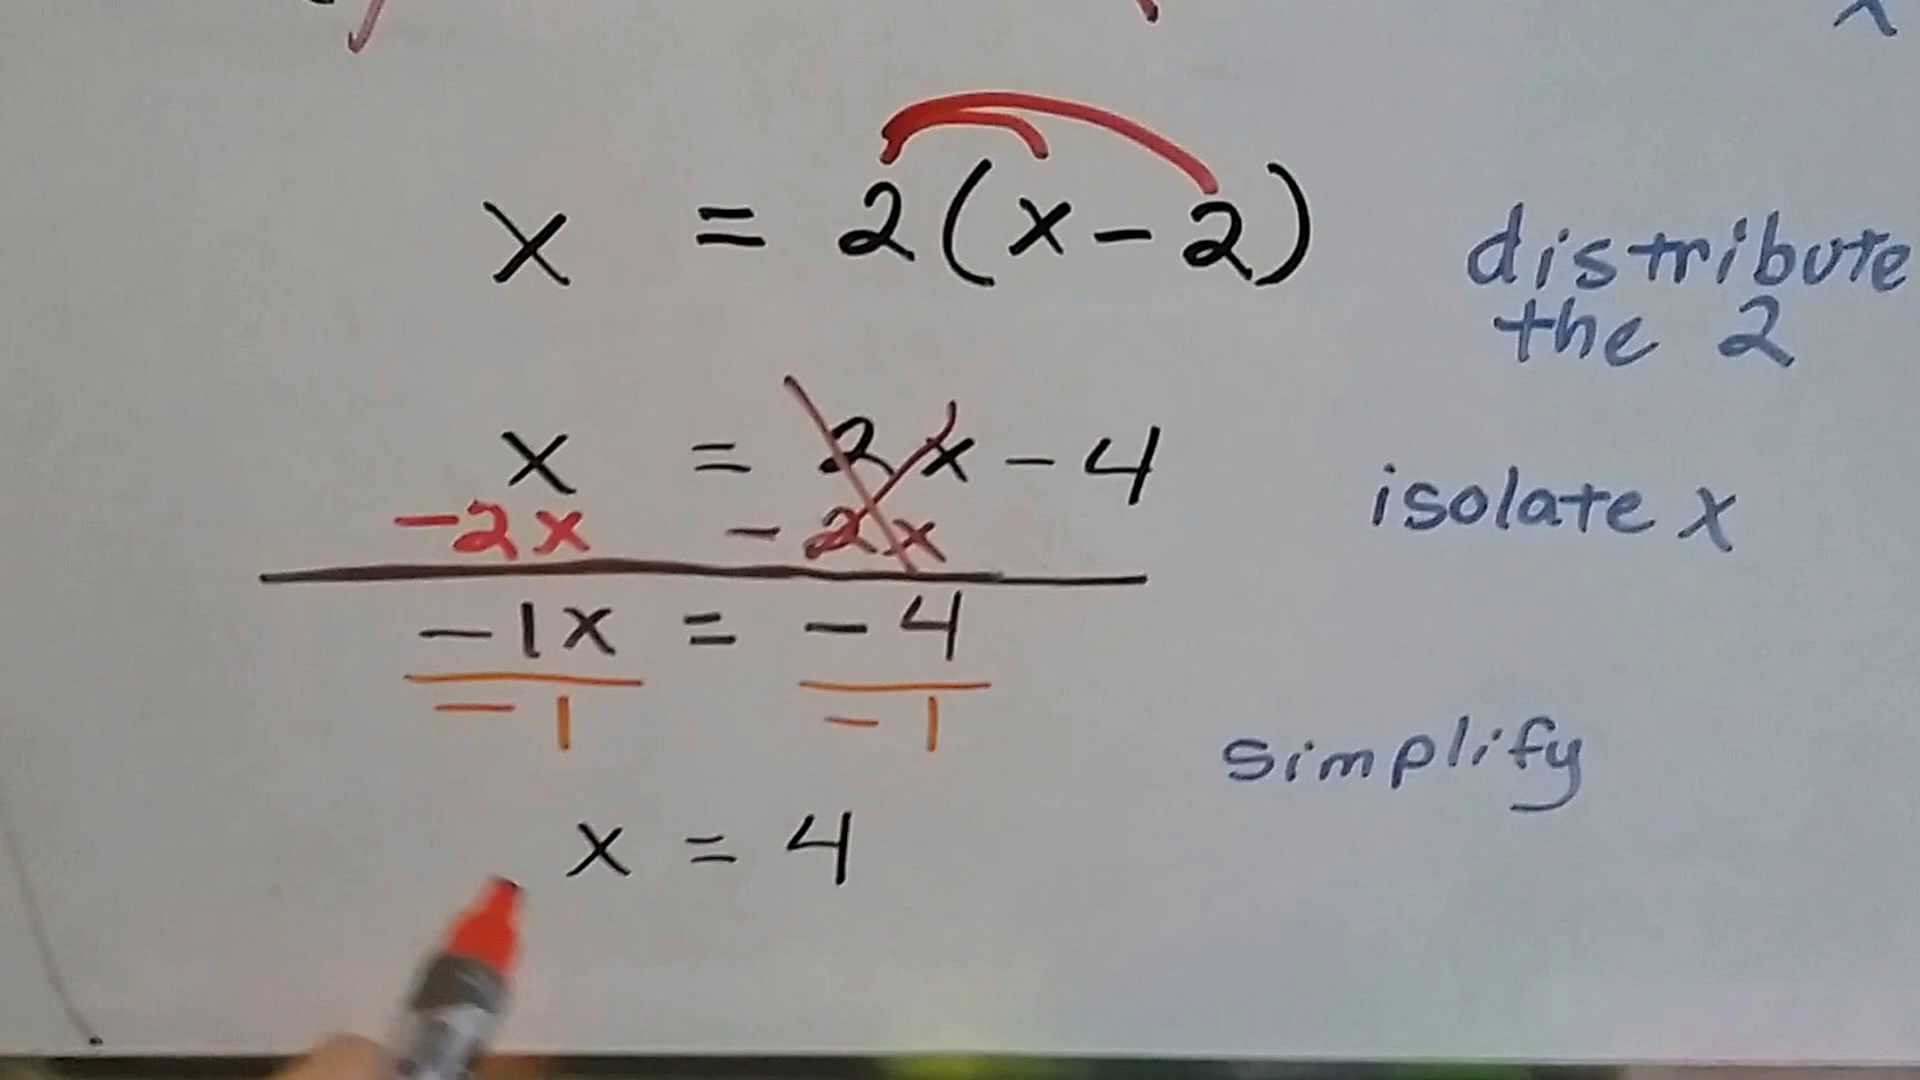 x = 2(x-2)
distribute
the 2
x = 2x-4
-2x -2x
isolate x
-1x = -4
-1 -1
simplify
x = 4